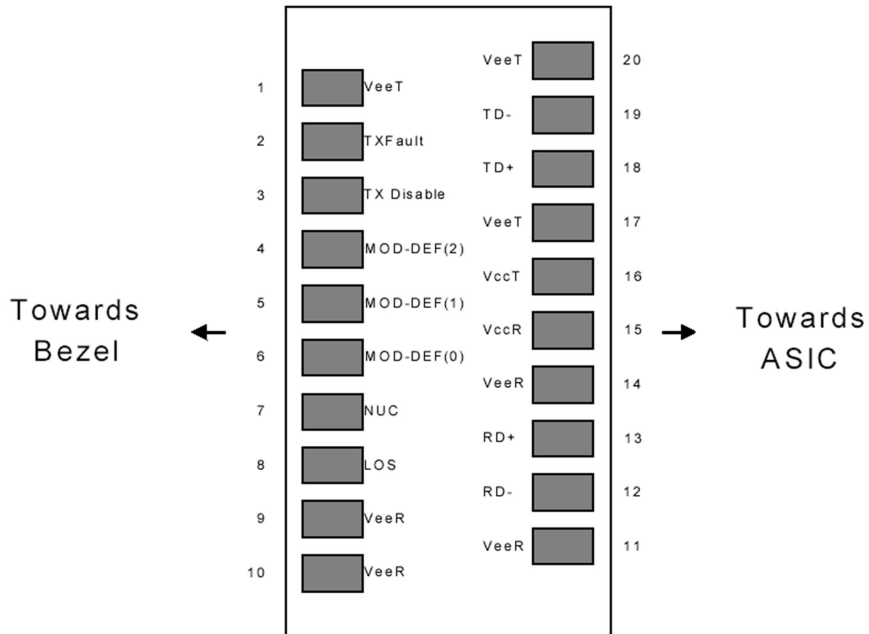 VeeT 20
1 VeeT
TD- 19
2 TXFault
TD+ 18
3 TX Disable
VeeT 17
4 MOD-DEF(2)
VccT 16
5 MOD-DEF(1)
Towards
Bezel
VccR 15
Towards
ASIC
6 MOD-DEF(0)
VeeR 14
7 NUC
RD+ 13
8 LOS
RD- 12
9 VeeR
VeeR 11
10 VeeR